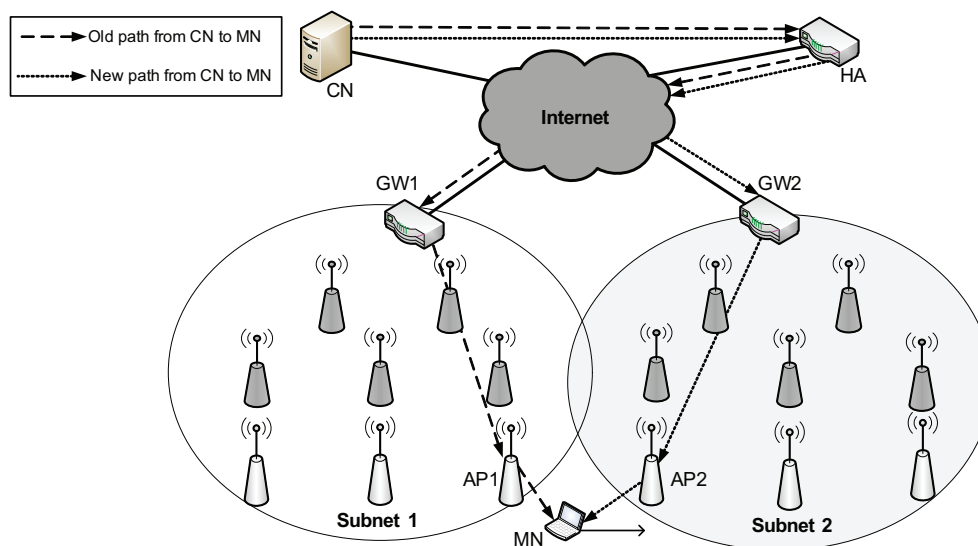 Old path from CN to MN
New path from CN to MN
CN
HA
Internet
GW1
GW2
AP1
AP2
Subnet 1
MN
Subnet 2